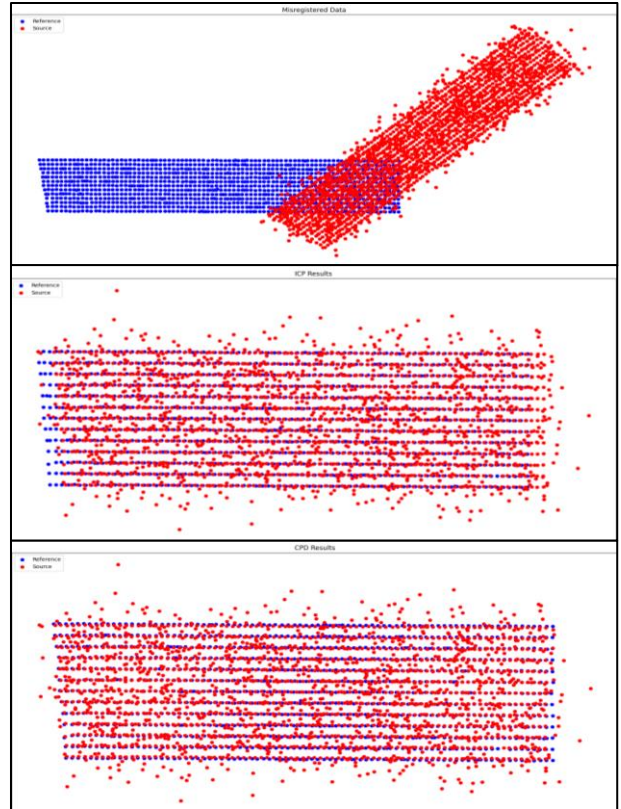 Misregistered Data
Reference
Source
ICP Results
Reference
Source
CPD Results
Reference
Source